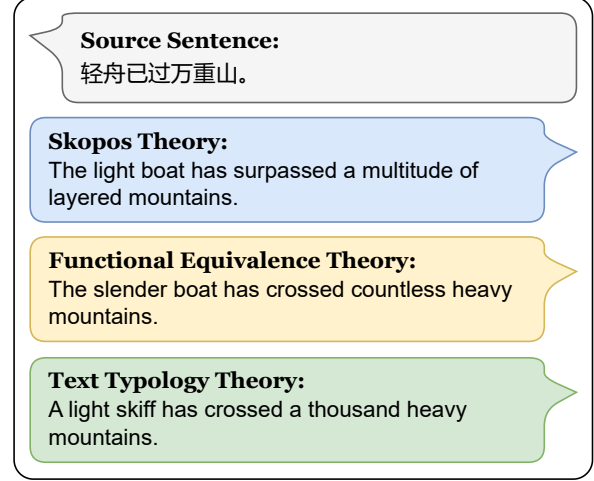 Source Sentence:
轻舟已过万重山。
Skopos Theory:
The light boat has surpassed a multitude of
layered mountains.
Functional Equivalence Theory:
The slender boat has crossed countless heavy
mountains.
Text Typology Theory:
A light skiff has crossed a thousand heavy
mountains.